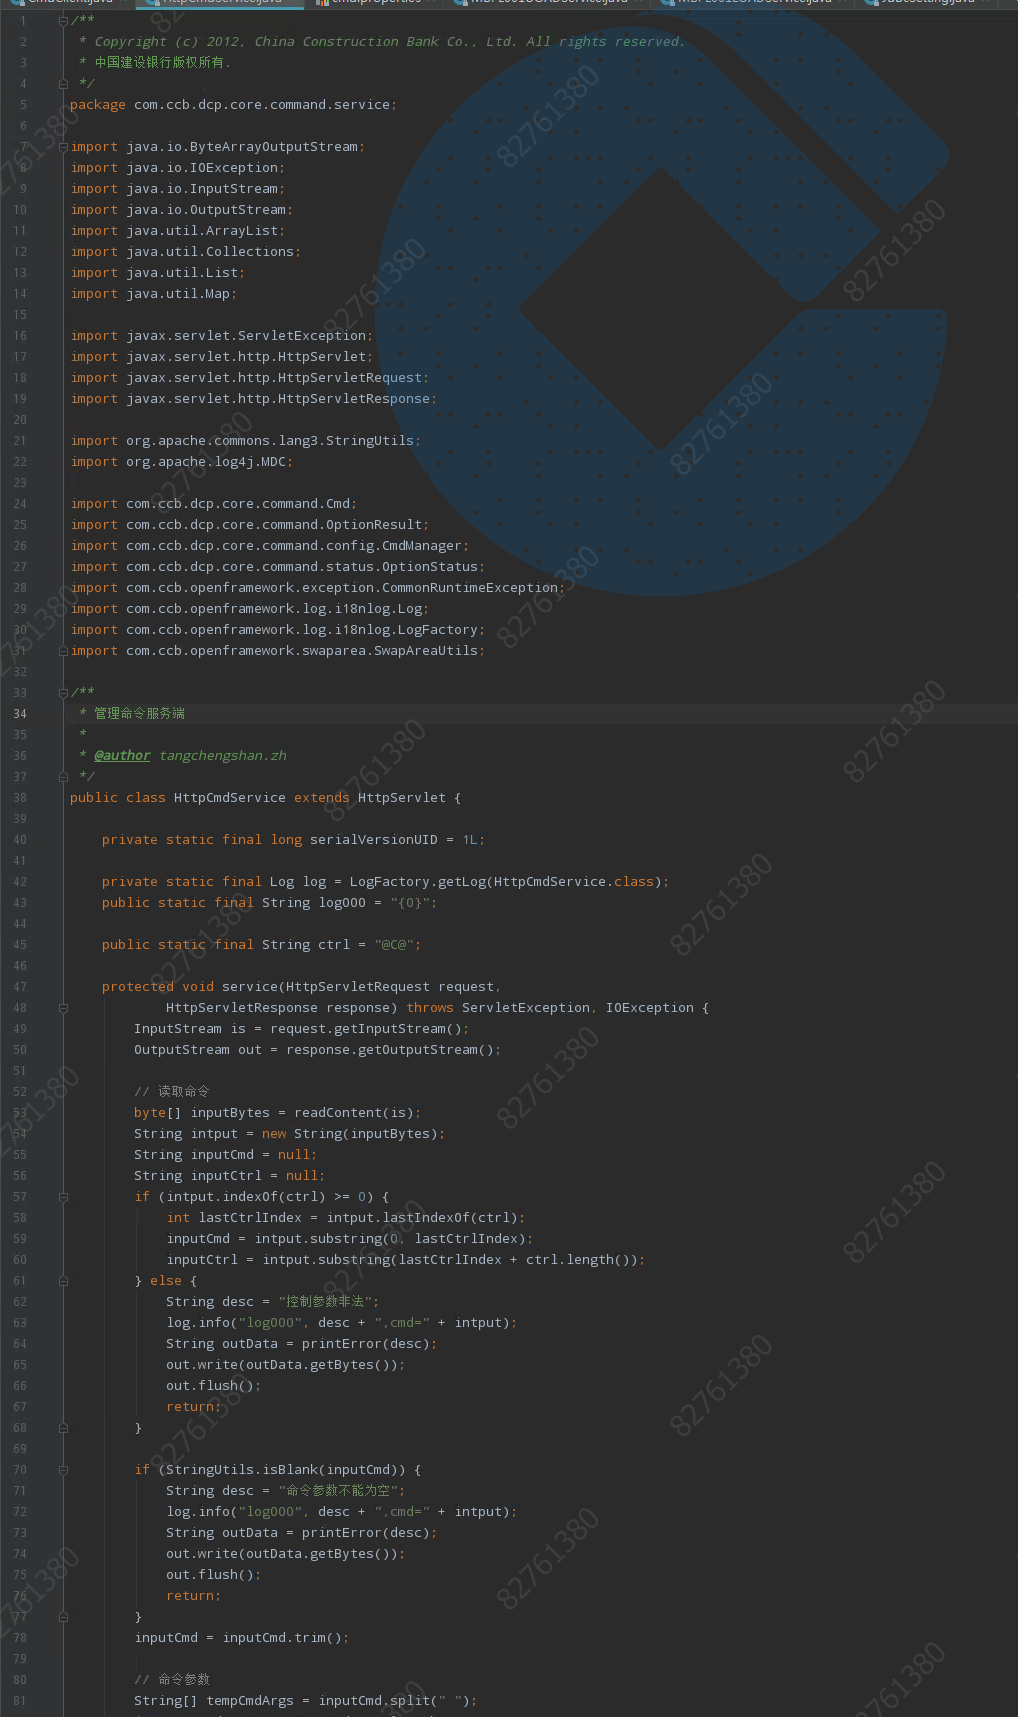 CmdClient.java HttpCmdService.java cmd.properties
1 /**
2 * Copyright (c) 2012, China Construction Bank Co., Ltd. All rights reserved.
3 * 中国建设银行版权所有.
4 */
5 package com.ccb.dcp.core.command.service;
6
7 import java.io.ByteArrayOutputStream;
8 import java.io.IOException;
9 import java.io.InputStream;
10 import java.io.OutputStream;
11 import java.util.ArrayList;
12 import java.util.Collections;
13 import java.util.List;
14 import java.util.Map;
15
16 import javax.servlet.ServletException;
17 import javax.servlet.http.HttpServlet;
18 import javax.servlet.http.HttpServletRequest;
19 import javax.servlet.http.HttpServletResponse;
20
21 import org.apache.commons.lang3.StringUtils;
22 import org.apache.log4j.MDC;
23
24 import com.ccb.dcp.core.command.Cmd;
25 import com.ccb.dcp.core.command.OptionResult;
26 import com.ccb.dcp.core.command.config.CmdManager;
27 import com.ccb.dcp.core.command.status.OptionStatus;
28 import com.ccb.openframework.exception.CommonRuntimeException;
29 import com.ccb.openframework.log.i18nlog.Log;
30 import com.ccb.openframework.log.i18nlog.LogFactory;
31 import com.ccb.openframework.swaparea.SwapAreaUtils;
32
33 /**
34 * 管理命令服务端
35 *
36 * @author tangchengshan.zh
37 */
38 public class HttpCmdService extends HttpServlet {
39
40 private static final long serialVersionUID = 1L;
41
42 private static final Log log = LogFactory.getLog(HttpCmdService.class);
43 public static final String log000 = "{0}";
44
45 public static final String ctrl = "@C@";
46
47 protected void service(HttpServletRequest request,
48 HttpServletResponse response) throws ServletException, IOException {
49 InputStream is = request.getInputStream();
50 OutputStream out = response.getOutputStream();
51
52 // 读取命令
53 byte[] inputBytes = readContent(is);
54 String intput = new String(inputBytes);
55 String inputCmd = null;
56 String inputCtrl = null;
57 if (intput.indexOf(ctrl) >= 0) {
58 int lastCtrlIndex = intput.lastIndexOf(ctrl);
59 inputCmd = intput.substring(0, lastCtrlIndex);
60 inputCtrl = intput.substring(lastCtrlIndex + ctrl.length());
61 } else {
62 String desc = "控制参数非法";
63 log.info("log000", desc + ",cmd=" + intput);
64 String outData = printError(desc);
65 out.write(outData.getBytes());
66 out.flush();
67 return;
68 }
69
70 if (StringUtils.isBlank(inputCmd)) {
71 String desc = "命令参数不能为空";
72 log.info("log000", desc + ",cmd=" + intput);
73 String outData = printError(desc);
74 out.write(outData.getBytes());
75 out.flush();
76 return;
77 }
78 inputCmd = inputCmd.trim();
79
80 // 命令参数
81 String[] tempCmdArgs = inputCmd.split(" ");
82761380